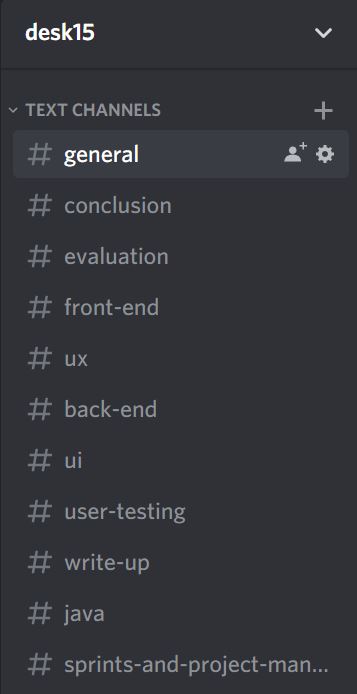 desk15
TEXT CHANNELS
# general
# conclusion
# evaluation
# front-end
# ux
# back-end
# ui
# user-testing
# write-up
# java
# sprints-and-project-man...